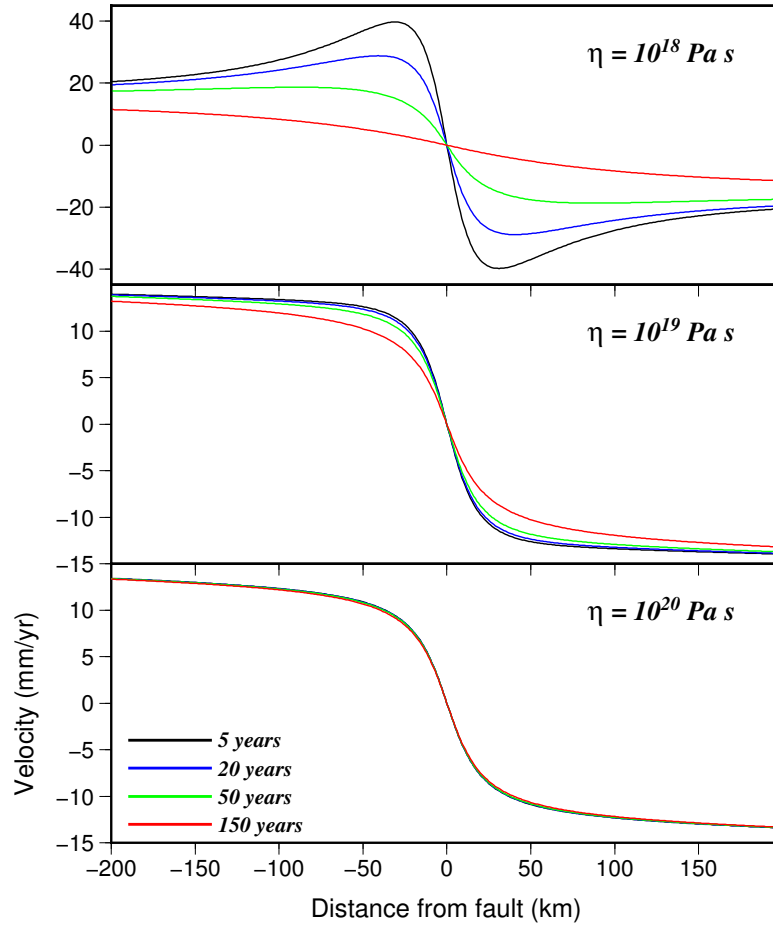 40
20
0
−20
−40
η = 10¹⁸ Pa s
10
5
0
−5
−10
−15
η = 10¹⁹ Pa s
10
5
0
−5
−10
−15
η = 10²⁰ Pa s
5 years
20 years
50 years
150 years
Velocity (mm/yr)
−200 −150 −100 −50 0 50 100 150
Distance from fault (km)